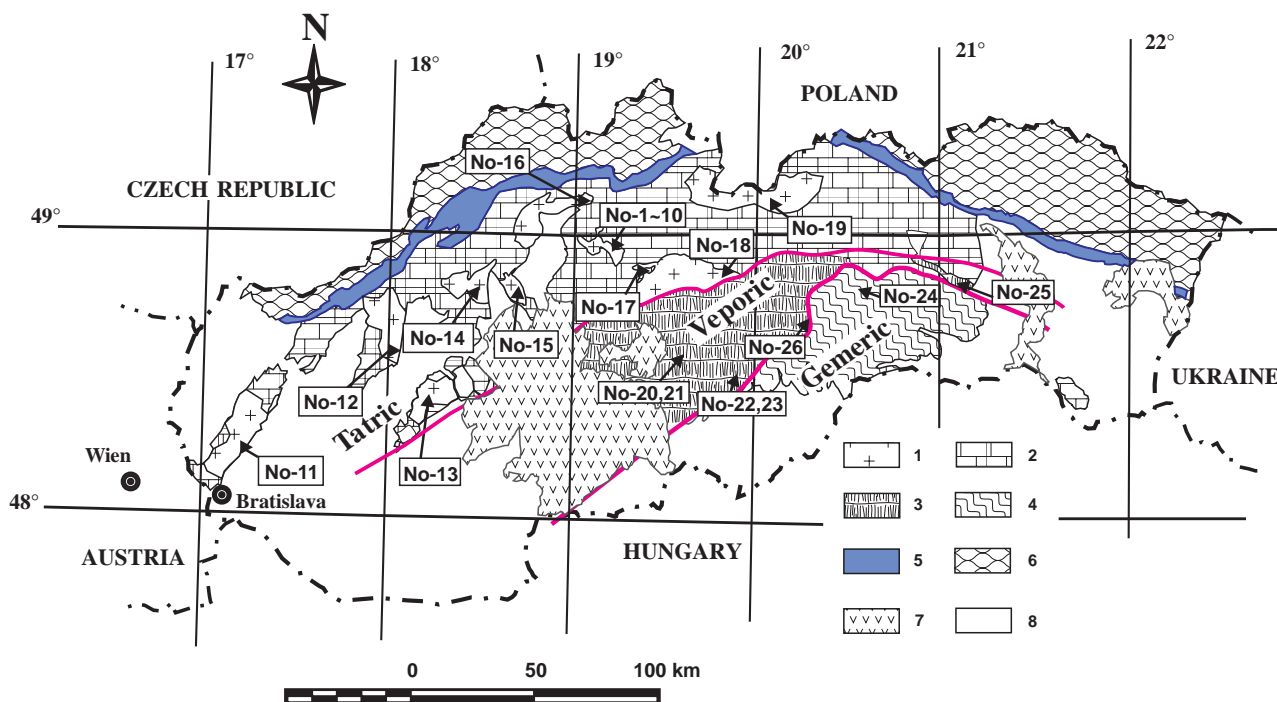 N
17°
18°
19°
20°
21°
22°
POLAND
CZECH REPUBLIC
No-16
No-1~10
No-19
No-18
49°
No-17
No-14
No-15
Veporic
No-24
No-25
No-26
Gemeric
UKRAINE
No-12
Tatric
No-20,21
No-22,23
No-11
No-13
Wien
Bratislava
48°
AUSTRIA
HUNGARY
1
2
3
4
5
6
7
8
0 50 100 km